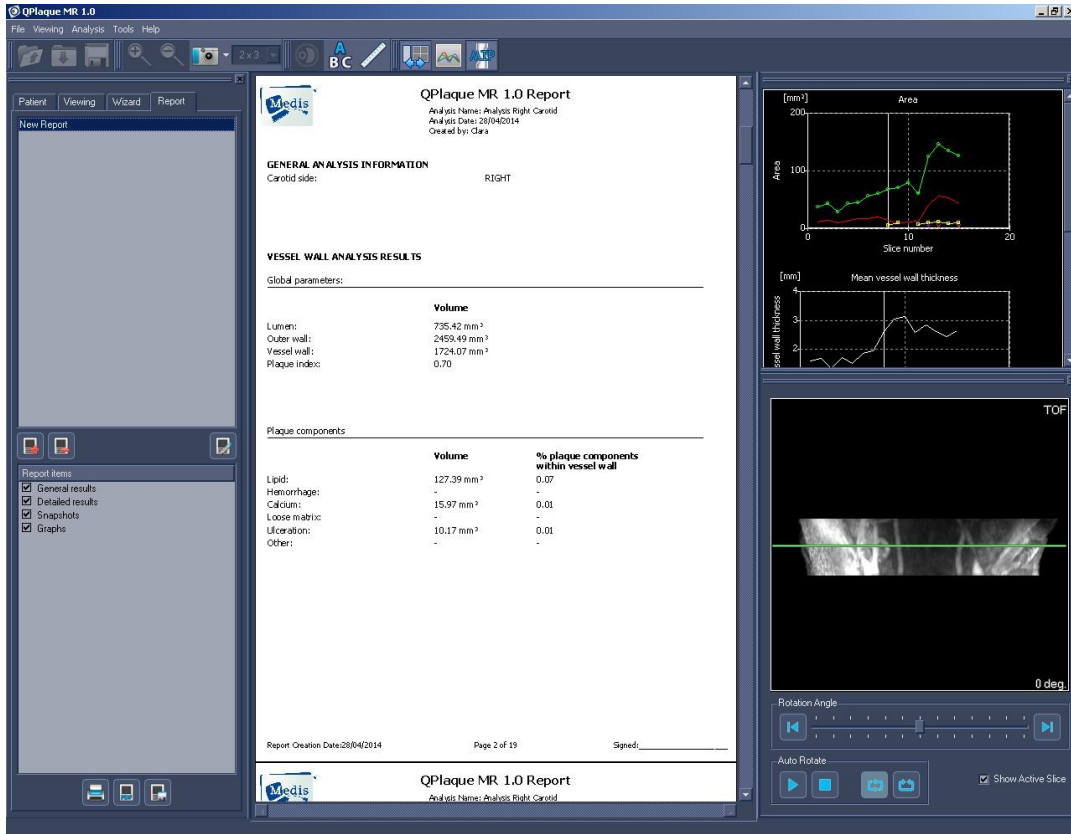 QPlaque MR 1.0
File Viewing Analysis Tools Help
2x3
A
B C
MIP
Patient Viewing Wizard Report
New Report
Report items
General results
Detailed results
Snapshots
Graphs
Medis
QPlaque MR 1.0 Report
Analysis Name: Analysis Right Carotid
Analysis Date: 28/04/2014
Created by: Clara
GENERAL ANALYSIS INFORMATION
Carotid side: RIGHT
VESSEL WALL ANALYSIS RESULTS
Global parameters:
Volume
Lumen: 735.42 mm³
Outer wall: 2459.49 mm³
Vessel wall: 1724.07 mm³
Plaque index: 0.70
Plaque components
Volume % plaque components
within vessel wall
Lipid: 127.39 mm³ 0.07
Hemorrhage: - -
Calcium: 15.97 mm³ 0.01
Loose matrix: - -
Ulceration: 10.17 mm³ 0.01
Other: - -
Report Creation Date:28/04/2014 Page 2 of 19 Signed:
Medis
QPlaque MR 1.0 Report
Analysis Name: Analysis Right Carotid
[mm²] Area
200
100
0
Area
0 10 20
Slice number
[mm] Mean vessel wall thickness
4
3
2
ssel wall thickness
TOF
0 deg.
Rotation Angle
Auto Rotate
Show Active Slice